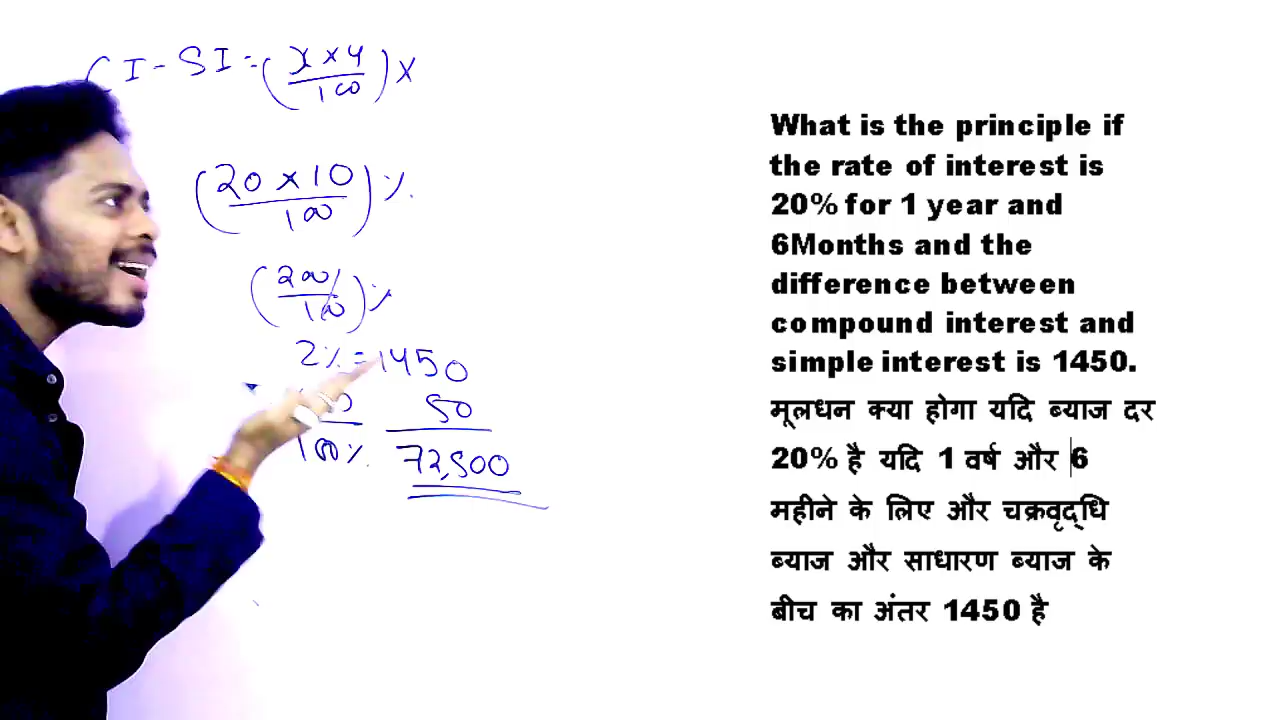 CI - SI = (x × y / 100) %
(20 × 10 / 100) %
(200 / 100) %
2% = 1450
50
100% 72,500
What is the principle if
the rate of interest is
20% for 1 year and
6Months and the
difference between
compound interest and
simple interest is 1450.
मूलधन क्या होगा यदि ब्याज दर
20% है यदि 1 वर्ष और 6
महीने के लिए और चक्रवृद्धि
ब्याज और साधारण ब्याज के
बीच का अंतर 1450 है